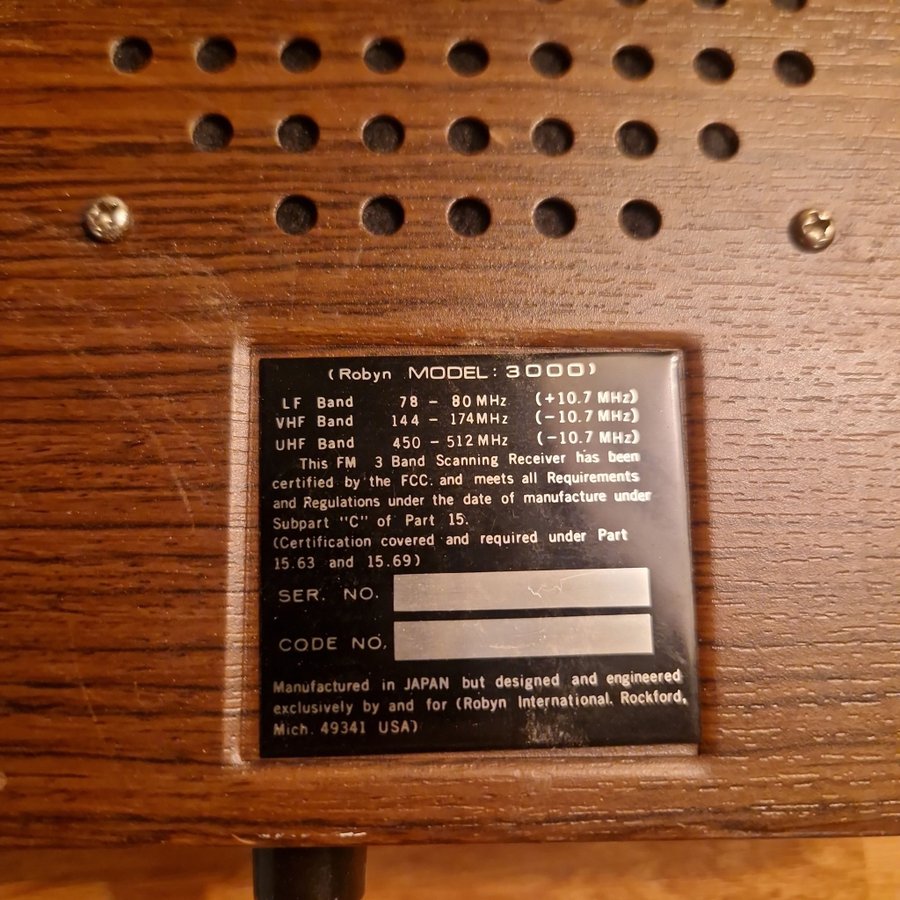 (Robyn MODEL: 3000)
LF Band 78 - 80 MHz (+10.7 MHz)
VHF Band 144 - 174MHz (-10.7 MHz)
UHF Band 450 - 512 MHz (-10.7 MHz)
This FM 3 Band Scanning Receiver has been
certified by the FCC. and meets all Requirements
and Regulations under the date of manufacture under
Subpart "C" of Part 15.
(Certification covered and required under Part
15.63 and 15.69)
SER. NO.
CODE NO.
Manufactured in JAPAN but designed and engineered
exclusively by and for (Robyn International. Rockford,
Mich. 49341 USA)